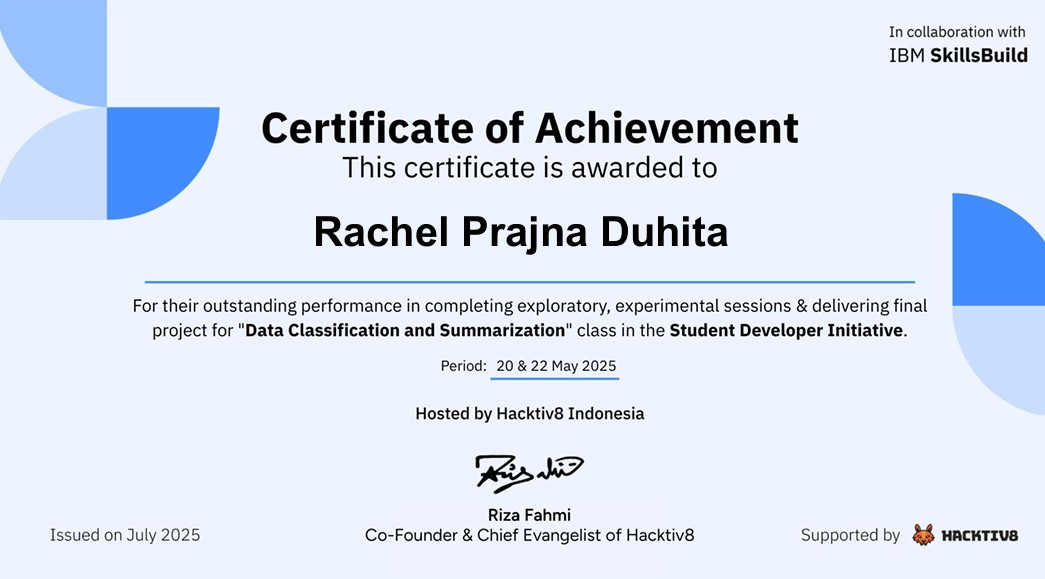 In collaboration with
IBM SkillsBuild
Certificate of Achievement
This certificate is awarded to
Rachel Prajna Duhita
For their outstanding performance in completing exploratory, experimental sessions & delivering final
project for "Data Classification and Summarization" class in the Student Developer Initiative.
Period: 20 & 22 May 2025
Hosted by Hacktiv8 Indonesia
Riza Fahmi
Co-Founder & Chief Evangelist of Hacktiv8
Issued on July 2025
Supported by HACKTIV8